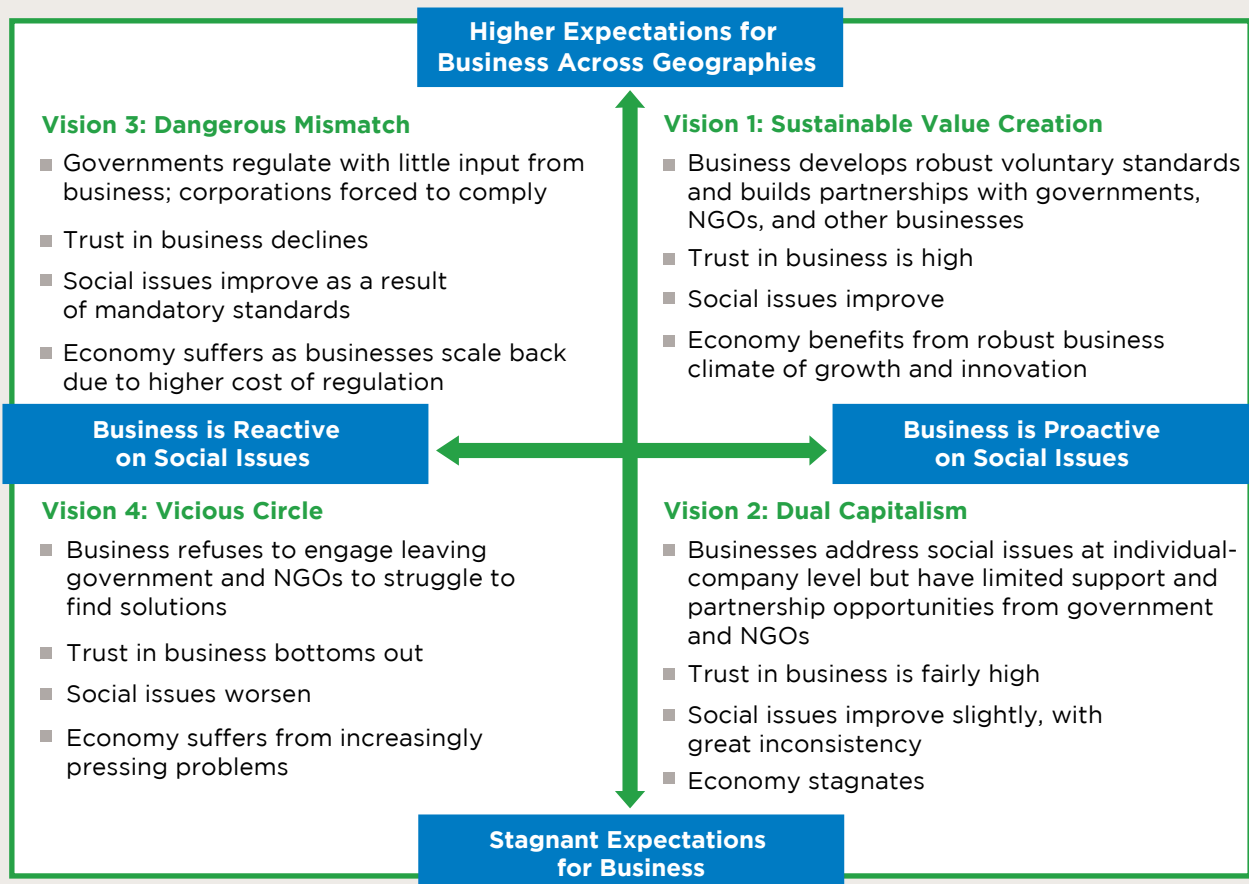 Higher Expectations for
Business Across Geographies
Vision 3: Dangerous Mismatch
Governments regulate with little input from
business; corporations forced to comply
Trust in business declines
Social issues improve as a result
of mandatory standards
Economy suffers as businesses scale back
due to higher cost of regulation
Vision 1: Sustainable Value Creation
Business develops robust voluntary standards
and builds partnerships with governments,
NGOs, and other businesses
Trust in business is high
Social issues improve
Economy benefits from robust business
climate of growth and innovation
Business is Reactive
on Social Issues
Business is Proactive
on Social Issues
Vision 4: Vicious Circle
Business refuses to engage leaving
government and NGOs to struggle to
find solutions
Trust in business bottoms out
Social issues worsen
Economy suffers from increasingly
pressing problems
Vision 2: Dual Capitalism
Businesses address social issues at individual-
company level but have limited support and
partnership opportunities from government
and NGOs
Trust in business is fairly high
Social issues improve slightly, with
great inconsistency
Economy stagnates
Stagnant Expectations
for Business